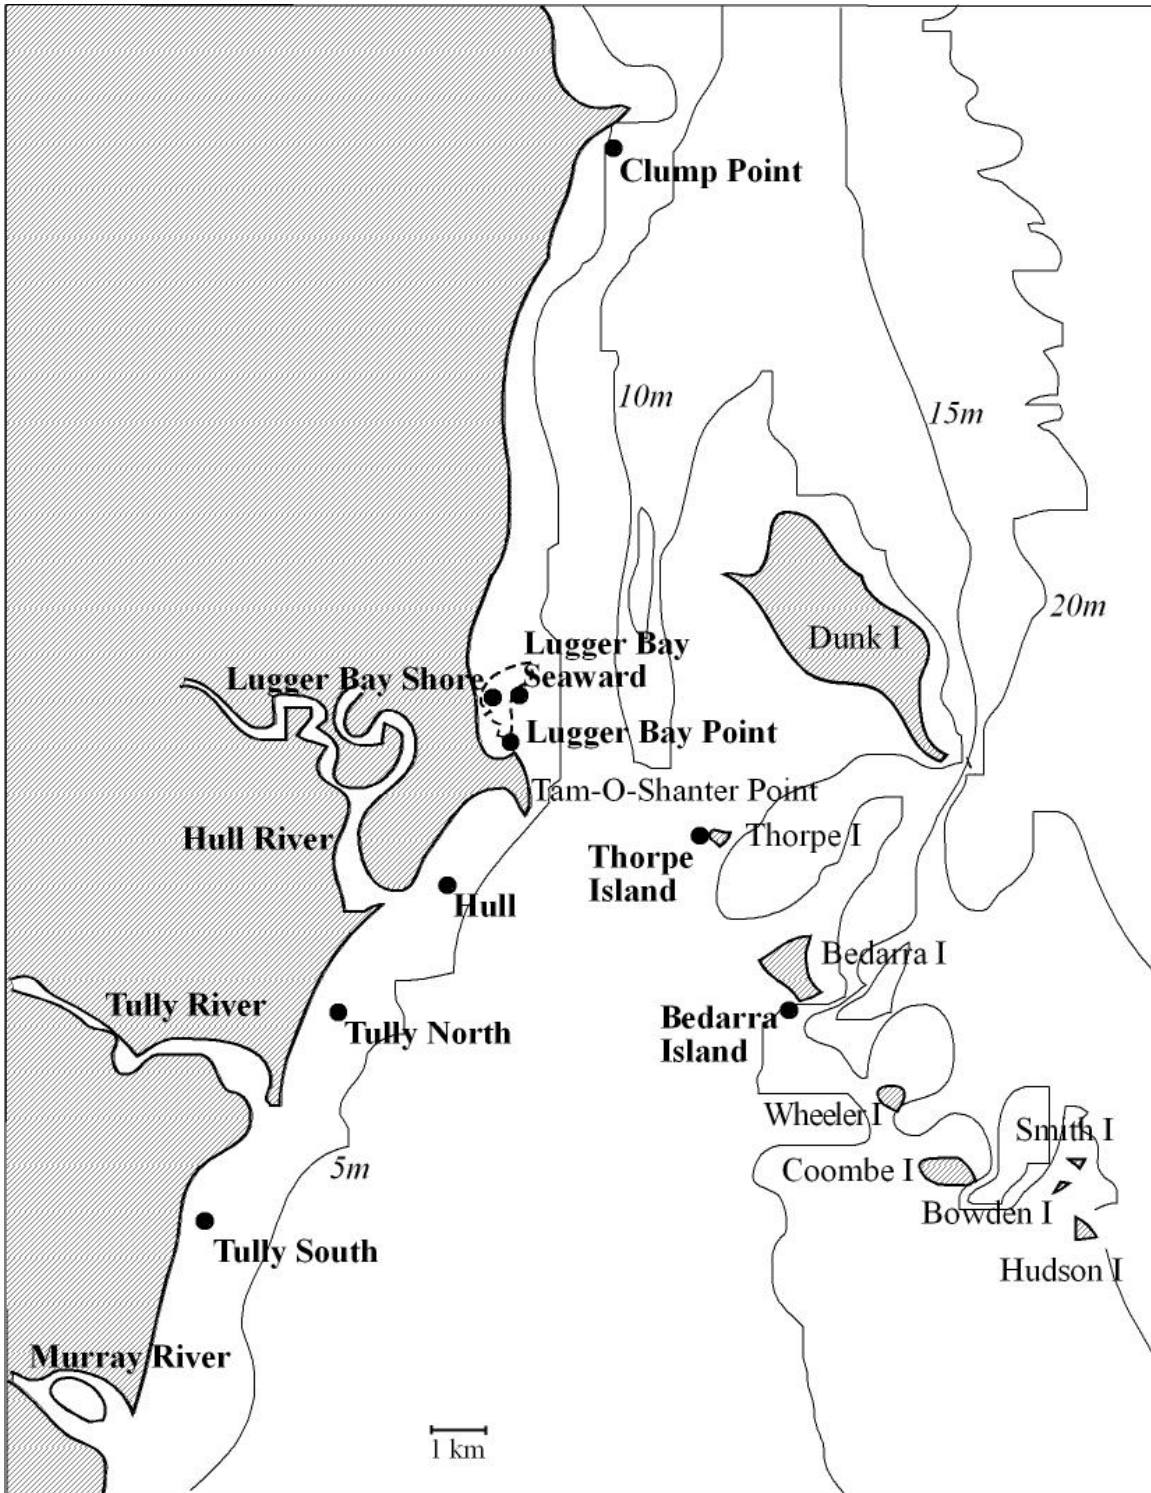 Clump Point
10m
15m
20m
Dunk I
Lugger Bay
Seaward
Lugger Bay Shore
Lugger Bay Point
Tam-O-Shanter Point
Hull River
Thorpe I
Thorpe
Island
Hull
Bedarra I
Tully River
Tully North
Bedarra
Island
Wheeler I
Smith I
5m
Coombe I
Bowden I
Tully South
Hudson I
Murray River
1 km